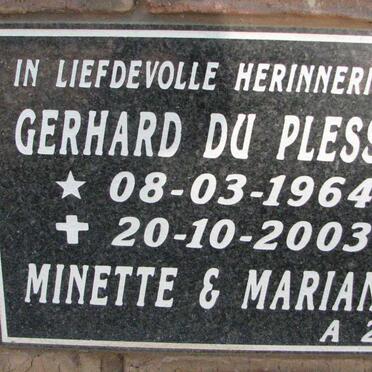 IN LIEFDEVOLLE HERINNERI
GERHARD DU PLESS
★ 08-03-1964
✝ 20-10-2003
MINETTE & MARIAN
A 2